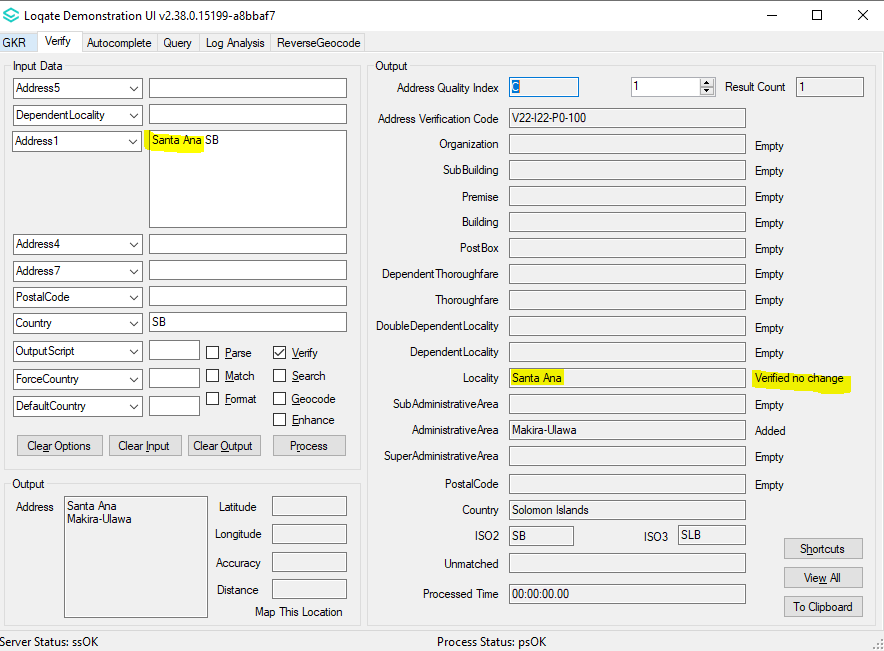 Loqate Demonstration UI v2.38.0.15199-a8bbaf7
GKR Verify Autocomplete Query Log Analysis ReverseGeocode
Input Data
Address5
DependentLocality
Address1 Santa Ana SB
Address4
Address7
PostalCode
Country SB
OutputScript Parse Verify
ForceCountry Match Search
Format Geocode
DefaultCountry
Enhance
Clear Options Clear Input Clear Output Process
Output
Address Santa Ana
Makira-Ulawa
Latitude
Longitude
Accuracy
Distance
Map This Location
Output
Address Quality Index C 1 Result Count 1
Address Verification Code V22-I22-P0-100
Organization Empty
SubBuilding Empty
Premise Empty
Building Empty
PostBox Empty
DependentThoroughfare Empty
Thoroughfare Empty
DoubleDependentLocality Empty
DependentLocality Empty
Locality Santa Ana Verified no change
SubAdministrativeArea Empty
AdministrativeArea Makira-Ulawa Added
SuperAdministrativeArea Empty
PostalCode Empty
Country Solomon Islands
ISO2 SB ISO3 SLB
Unmatched
Processed Time 00:00:00.00
Shortcuts
View All
To Clipboard
Server Status: ssOK Process Status: psOK